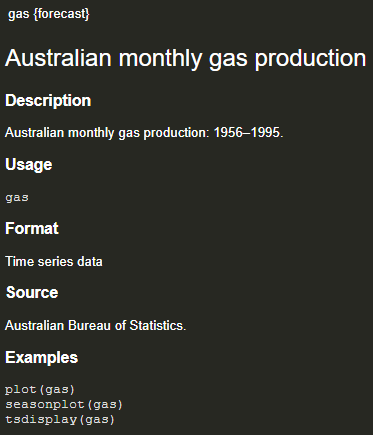 gas {forecast}
Australian monthly gas production
Description
Australian monthly gas production: 1956–1995.
Usage
gas
Format
Time series data
Source
Australian Bureau of Statistics.
Examples
plot(gas)
seasonplot(gas)
tsdisplay(gas)